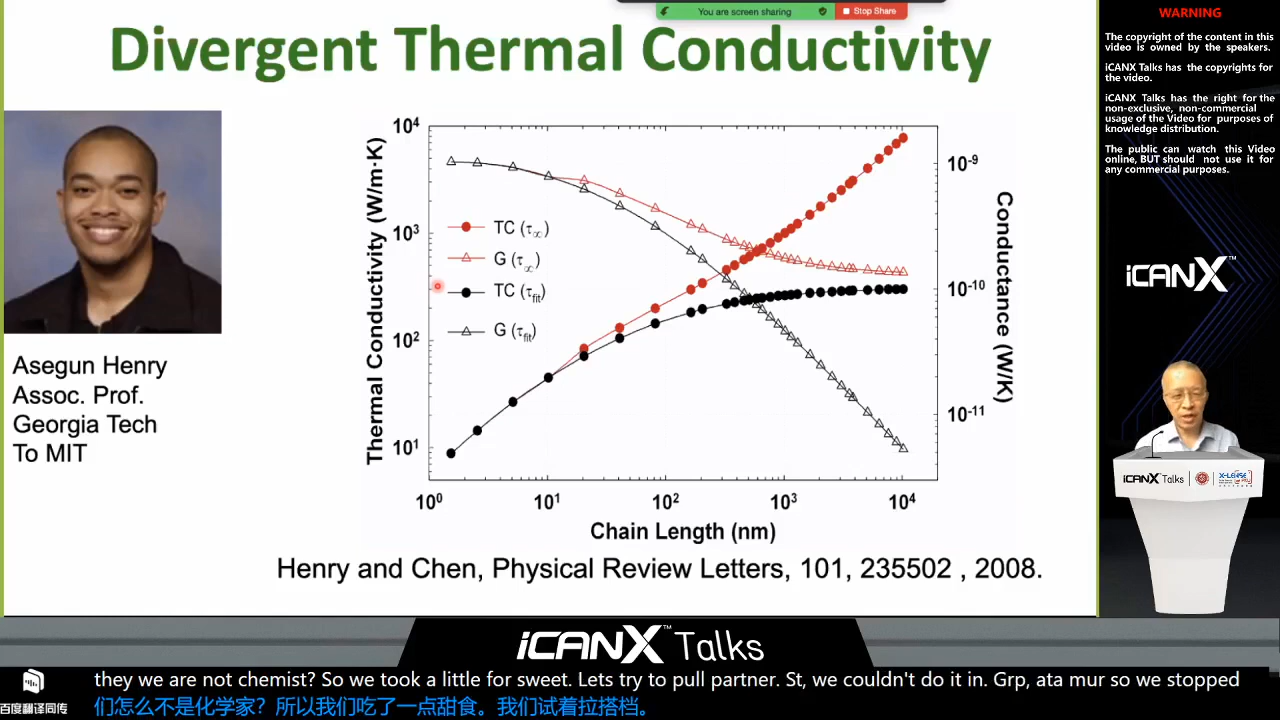 You are screen sharing
Stop Share
Divergent Thermal Conductivity
Asegun Henry
Assoc. Prof.
Georgia Tech
To MIT
Thermal Conductivity (W/m·K)
10⁴
10³
10²
10¹
TC (τ∞)
G (τ∞)
TC (τfit)
G (τfit)
10⁻⁹
10⁻¹⁰
10⁻¹¹
Conductance (W/K)
10⁰ 10¹ 10² 10³ 10⁴
Chain Length (nm)
Henry and Chen, Physical Review Letters, 101, 235502 , 2008.
WARNING
The copyright of the content in this
video is owned by the speakers.
iCANX Talks has the copyrights for
the video.
iCANX Talks has the right for the
non-exclusive, non-commercial
usage of the Video for purposes of
knowledge distribution.
The public can watch this Video
online, BUT should not use it for
any commercial purposes.
iCANX™
iCANX Talks
iCANX™ Talks
they we are not chemist? So we took a little for sweet. Lets try to pull partner. St, we couldn't do it in. Grp, ata mur so we stopped
们怎么不是化学家？所以我们吃了一点甜食。我们试着拉搭档。
百度翻译同传